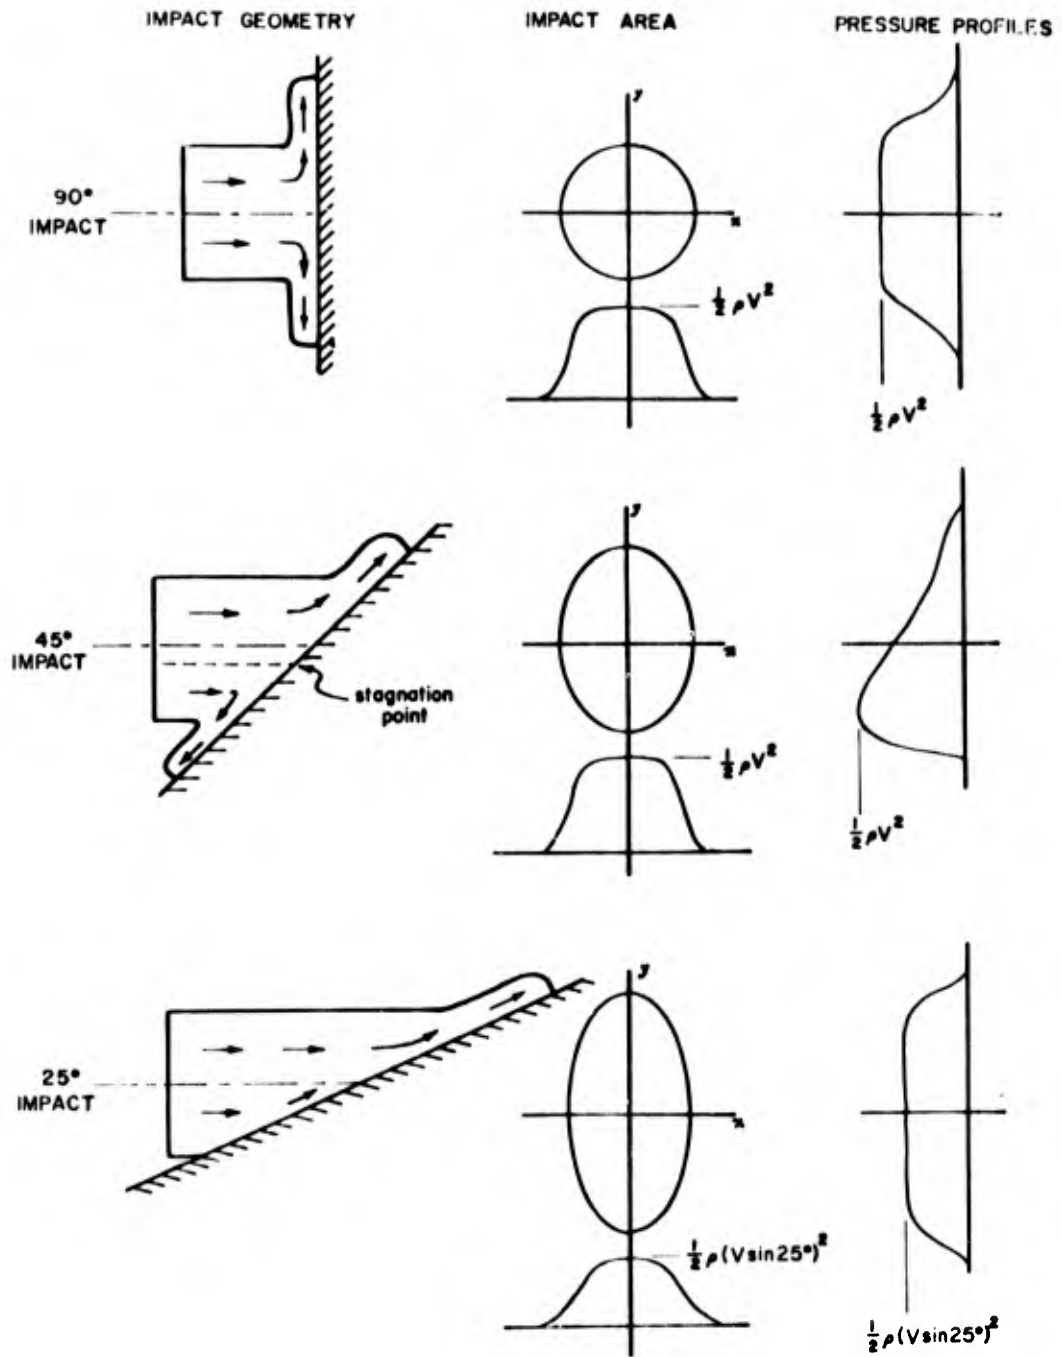 IMPACT GEOMETRY
IMPACT AREA
PRESSURE PROFILES
90°
IMPACT
y
x
½ρV²
½ρV²
45°
IMPACT
stagnation
point
y
x
½ρV²
½ρV²
25°
IMPACT
y
x
½ρ(Vsin25°)²
½ρ(Vsin25°)²